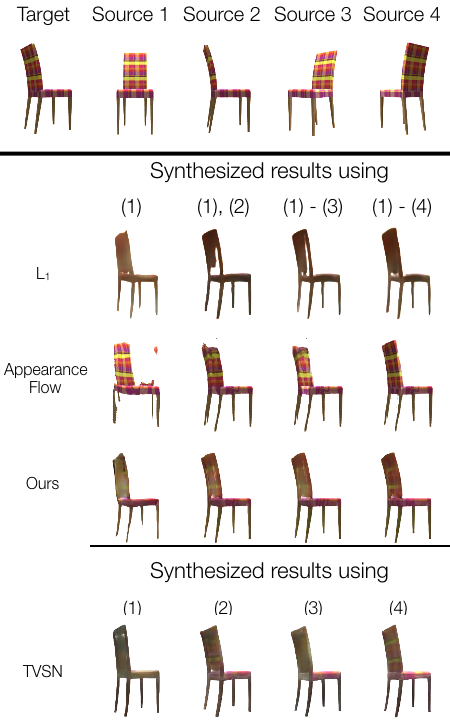 Target Source 1 Source 2 Source 3 Source 4
Synthesized results using
(1) (1), (2) (1) - (3) (1) - (4)
L₁
Appearance
Flow
Ours
Synthesized results using
(1) (2) (3) (4)
TVSN